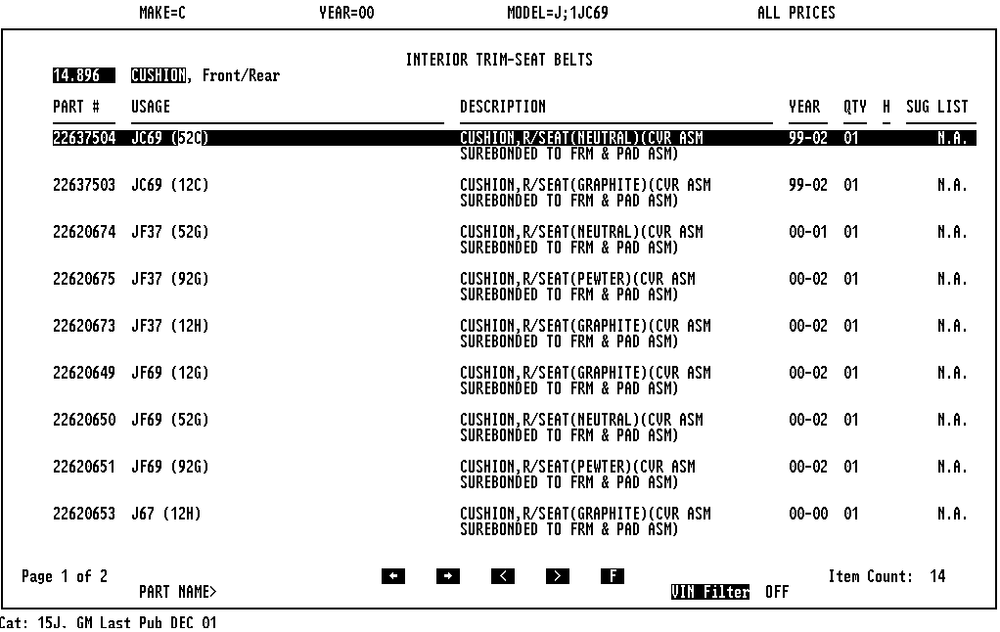 MAKE=C YEAR=00 MODEL=J;1JC69 ALL PRICES
INTERIOR TRIM-SEAT BELTS
14.896 CUSHION, Front/Rear
PART # USAGE DESCRIPTION YEAR QTY H SUG LIST
22637504 JC69 (52C) CUSHION,R/SEAT(NEUTRAL)(CVR ASM 99-02 01 N.A.
SUREBONDED TO FRM & PAD ASM)
22637503 JC69 (12C) CUSHION,R/SEAT(GRAPHITE)(CVR ASM 99-02 01 N.A.
SUREBONDED TO FRM & PAD ASM)
22620674 JF37 (52G) CUSHION,R/SEAT(NEUTRAL)(CVR ASM 00-01 01 N.A.
SUREBONDED TO FRM & PAD ASM)
22620675 JF37 (92G) CUSHION,R/SEAT(PEWTER)(CVR ASM 00-02 01 N.A.
SUREBONDED TO FRM & PAD ASM)
22620673 JF37 (12H) CUSHION,R/SEAT(GRAPHITE)(CVR ASM 00-02 01 N.A.
SUREBONDED TO FRM & PAD ASM)
22620649 JF69 (12G) CUSHION,R/SEAT(GRAPHITE)(CVR ASM 00-02 01 N.A.
SUREBONDED TO FRM & PAD ASM)
22620650 JF69 (52G) CUSHION,R/SEAT(NEUTRAL)(CVR ASM 00-02 01 N.A.
SUREBONDED TO FRM & PAD ASM)
22620651 JF69 (92G) CUSHION,R/SEAT(PEWTER)(CVR ASM 00-02 01 N.A.
SUREBONDED TO FRM & PAD ASM)
22620653 J67 (12H) CUSHION,R/SEAT(GRAPHITE)(CVR ASM 00-00 01 N.A.
SUREBONDED TO FRM & PAD ASM)
Page 1 of 2 ← → < > F Item Count: 14
PART NAME> VIN Filter OFF
Cat: 15J. GM Last Pub DEC 01